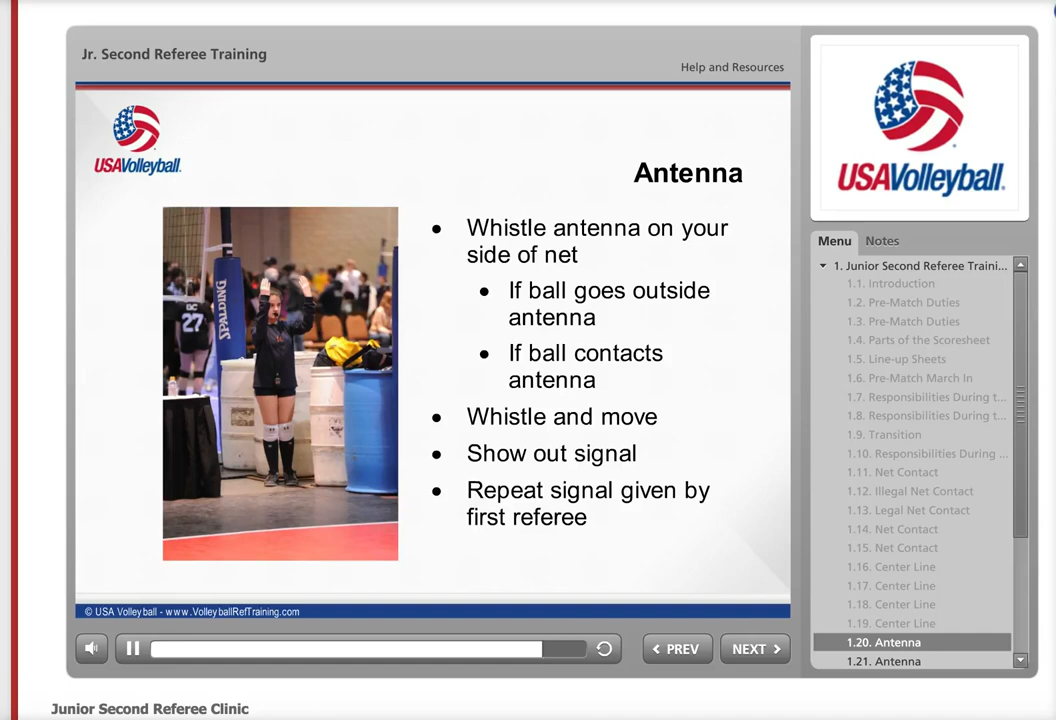 Jr. Second Referee Training
Help and Resources
USAVolleyball.
Antenna
• Whistle antenna on your
side of net
• If ball goes outside
antenna
• If ball contacts
antenna
• Whistle and move
• Show out signal
• Repeat signal given by
first referee
SPALDING
27
© USA Volleyball - www.VolleyballRefTraining.com
PREV
NEXT
USAVolleyball.
Menu
Notes
1. Junior Second Referee Traini...
1.1. Introduction
1.2. Pre-Match Duties
1.3. Pre-Match Duties
1.4. Parts of the Scoresheet
1.5. Line-up Sheets
1.6. Pre-Match March In
1.7. Responsibilities During t...
1.8. Responsibilities During t...
1.9. Transition
1.10. Responsibilities During ...
1.11. Net Contact
1.12. Illegal Net Contact
1.13. Legal Net Contact
1.14. Net Contact
1.15. Net Contact
1.16. Center Line
1.17. Center Line
1.18. Center Line
1.19. Center Line
1.20. Antenna
1.21. Antenna
Junior Second Referee Clinic